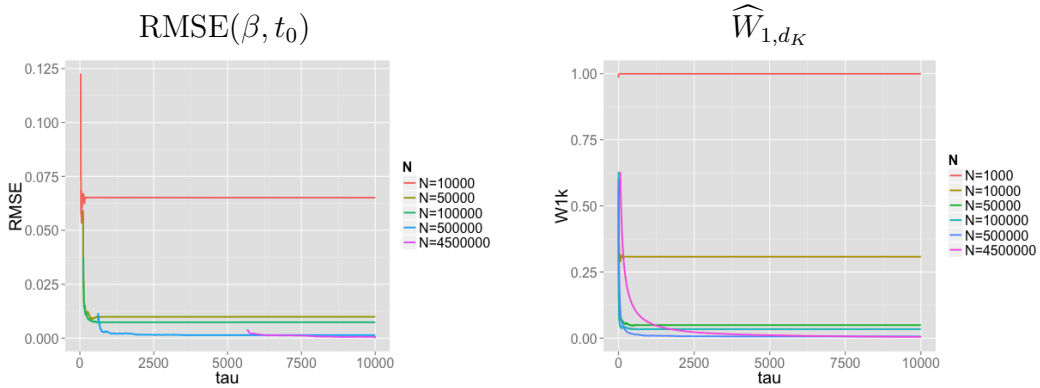 RMSE(β, t₀)
0.125
0.100
0.075
0.050
0.025
0.000
RMSE
0
2500
5000
7500
10000
tau
N
N=10000
N=50000
N=100000
N=500000
N=4500000
Ŵ₁,d_K
1.00
0.75
0.50
0.25
0.00
W1k
0
2500
5000
7500
10000
tau
N
N=1000
N=10000
N=50000
N=100000
N=500000
N=4500000